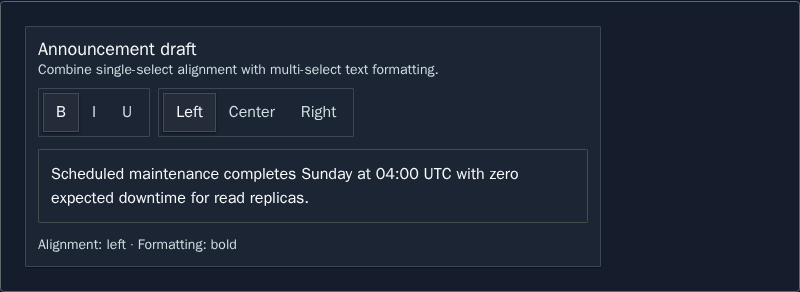 Announcement draft
Combine single-select alignment with multi-select text formatting.
B I U Left Center Right
Scheduled maintenance completes Sunday at 04:00 UTC with zero
expected downtime for read replicas.
Alignment: left · Formatting: bold